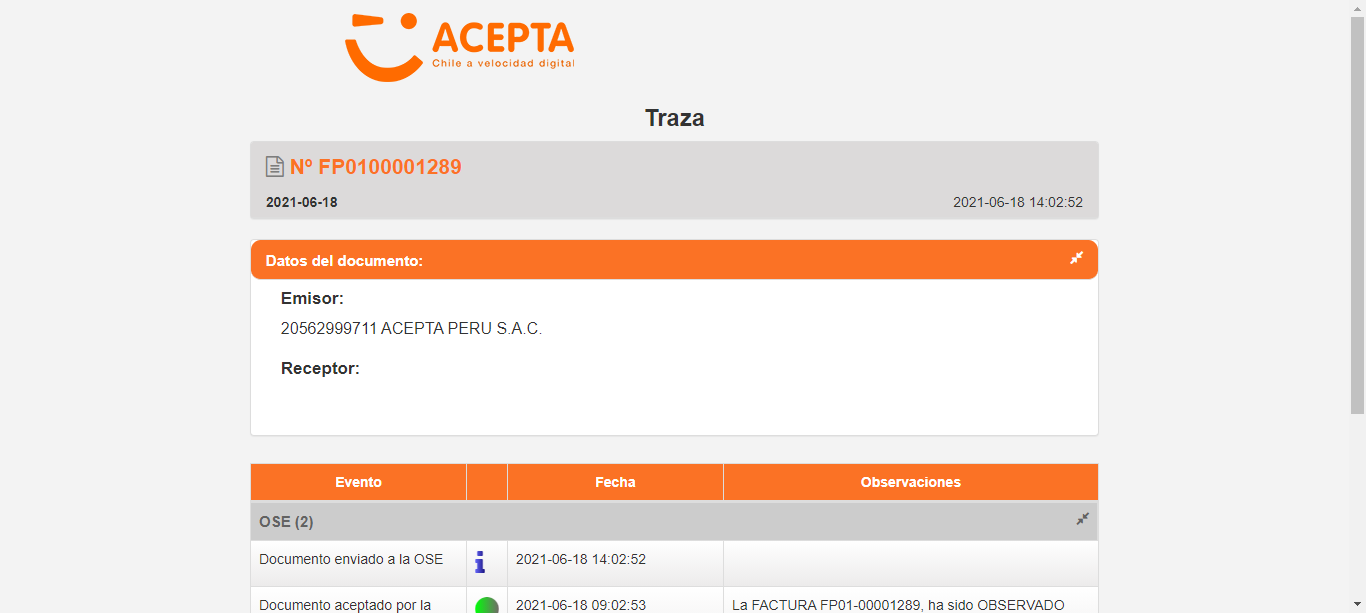 ACEPTA
Chile a velocidad digital
Traza
Nº FP0100001289
2021-06-18
2021-06-18 14:02:52
Datos del documento:
Emisor:
20562999711 ACEPTA PERU S.A.C.
Receptor:
Evento Fecha Observaciones
OSE (2)
Documento enviado a la OSE 2021-06-18 14:02:52
Documento aceptado por la 2021-06-18 09:02:53 La FACTURA FP01-00001289, ha sido OBSERVADO